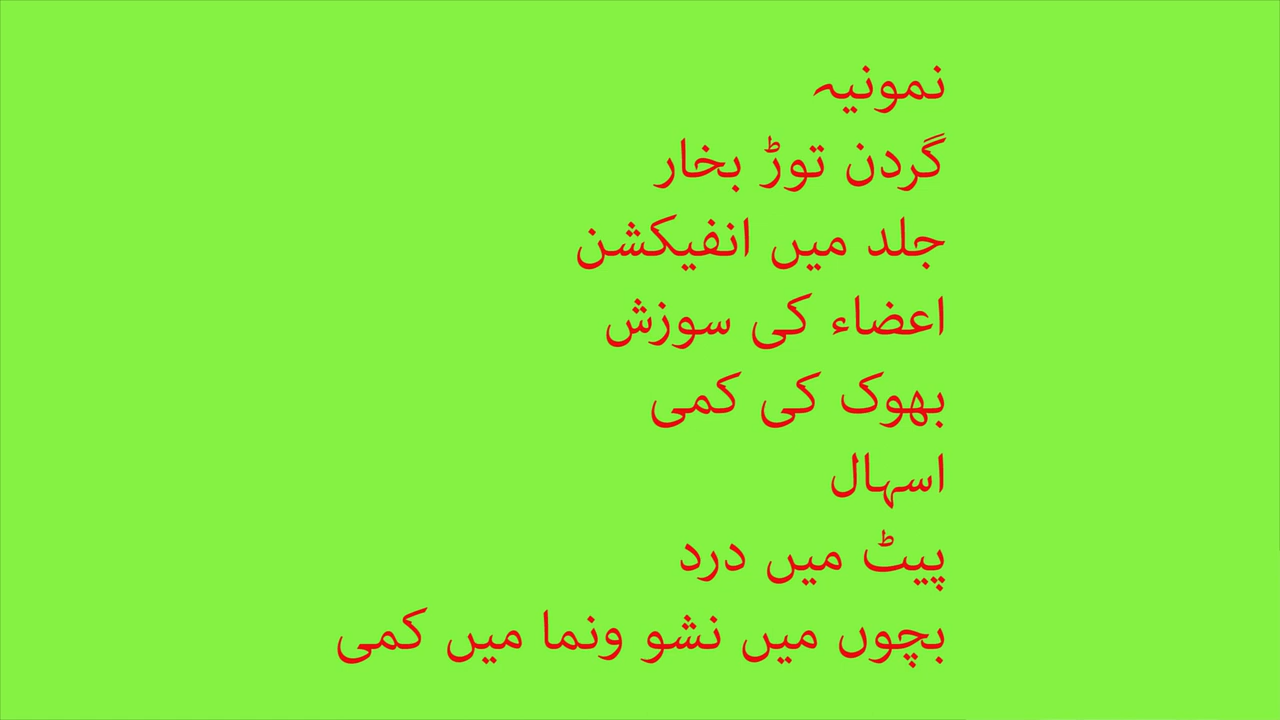 نمونیہ
گردن توڑ بخار
جلد میں انفیکشن
اعضاء کی سوزش
بھوک کی کمی
اسہال
پیٹ میں درد
بچوں میں نشو ونما میں کمی